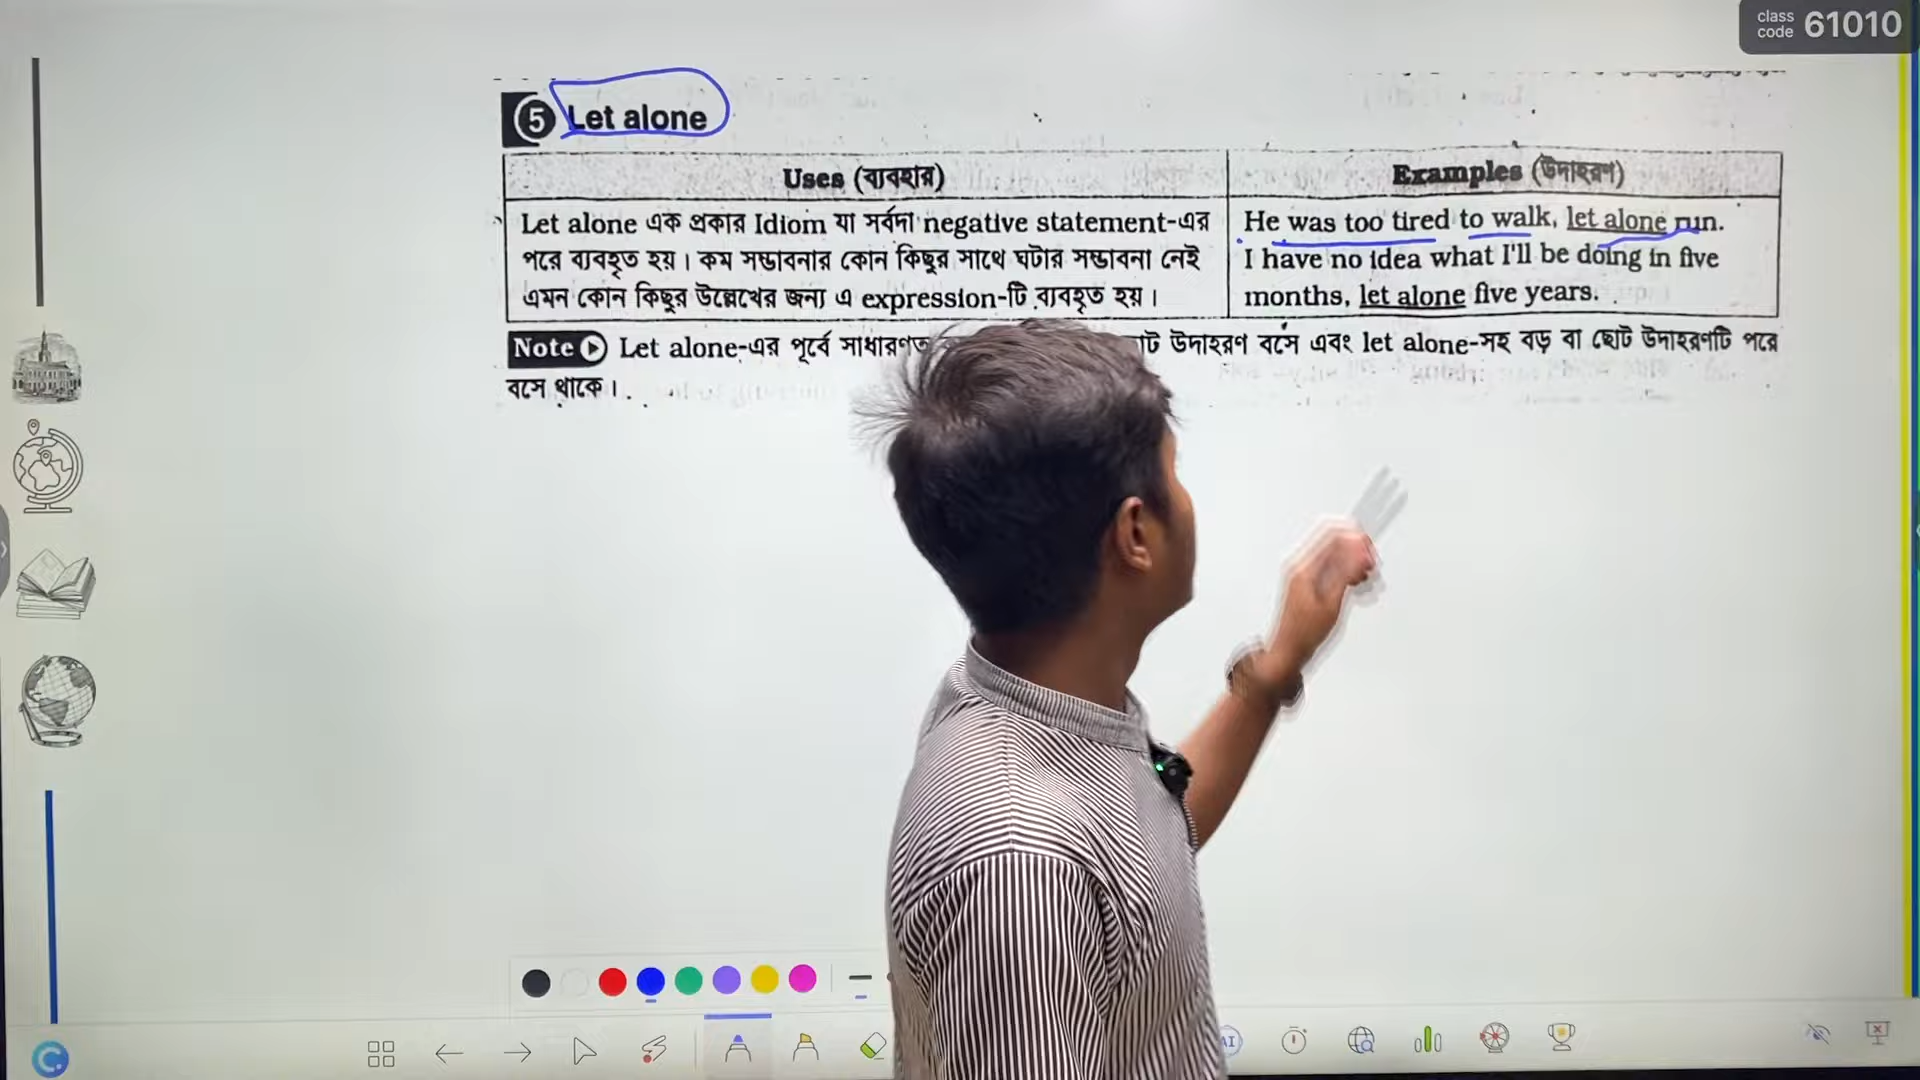 class code 61010
5 Let alone
Uses (ব্যবহার)
Examples (উদাহরণ)
Let alone এক প্রকার Idiom যা সর্বদা negative statement-এর
পরে ব্যবহৃত হয়। কম সম্ভাবনার কোন কিছুর সাথে ঘটার সম্ভাবনা নেই
এমন কোন কিছুর উল্লেখের জন্য এ expression-টি ব্যবহৃত হয়।
He was too tired to walk, let alone run.
I have no idea what I'll be doing in five
months, let alone five years.
Note Let alone-এর পূর্বে উদাহরণ বসে এবং let alone-সহ বড় বা ছোট উদাহরণটি পরে
বসে থাকে।
AI